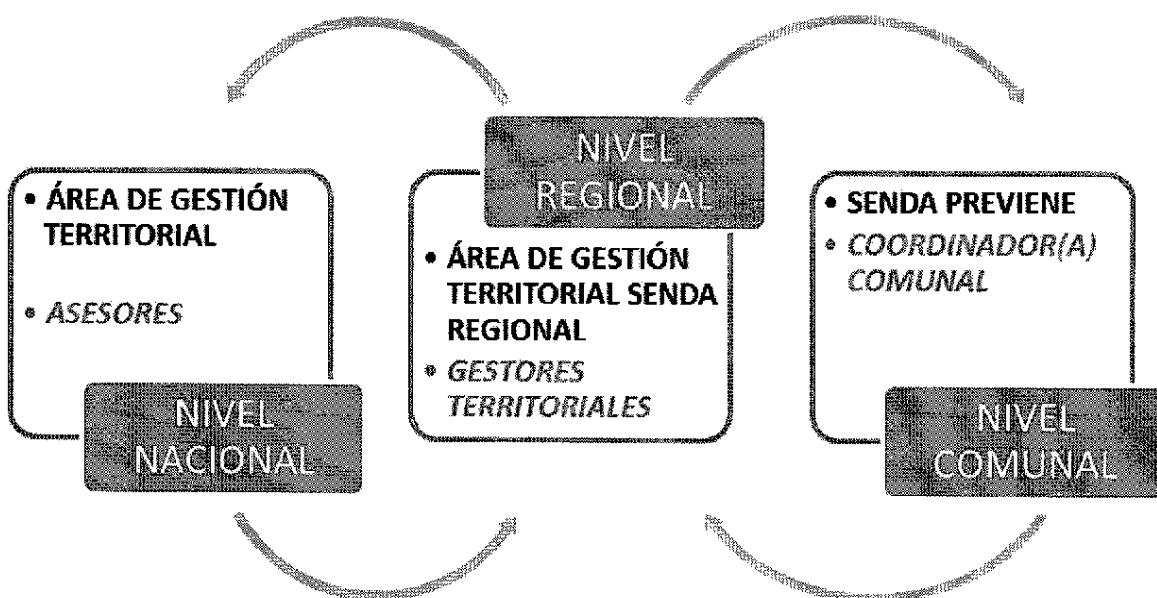 • ÁREA DE GESTIÓN
TERRITORIAL
• ASESORES
NIVEL
NACIONAL
NIVEL
REGIONAL
• ÁREA DE GESTIÓN
TERRITORIAL SENDA
REGIONAL
• GESTORES
TERRITORIALES
• SENDA PREVIENE
• COORDINADOR(A)
COMUNAL
NIVEL
COMUNAL